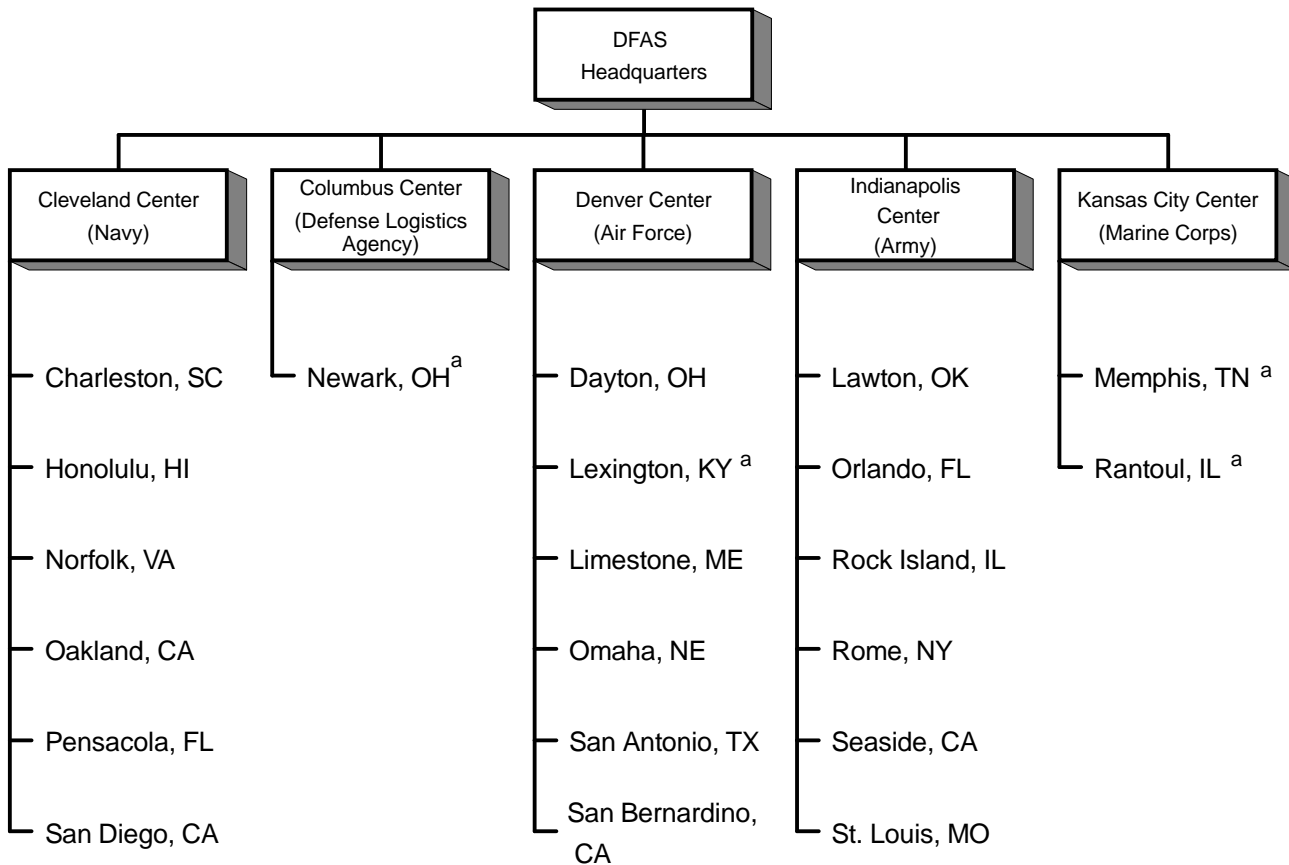 DFAS
Headquarters
Cleveland Center
(Navy)
Columbus Center
(Defense Logistics
Agency)
Denver Center
(Air Force)
Indianapolis
Center
(Army)
Kansas City Center
(Marine Corps)
Charleston, SC
Honolulu, HI
Norfolk, VA
Oakland, CA
Pensacola, FL
San Diego, CA
Newark, OH a
Dayton, OH
Lexington, KY a
Limestone, ME
Omaha, NE
San Antonio, TX
San Bernardino,
CA
Lawton, OK
Orlando, FL
Rock Island, IL
Rome, NY
Seaside, CA
St. Louis, MO
Memphis, TN a
Rantoul, IL a